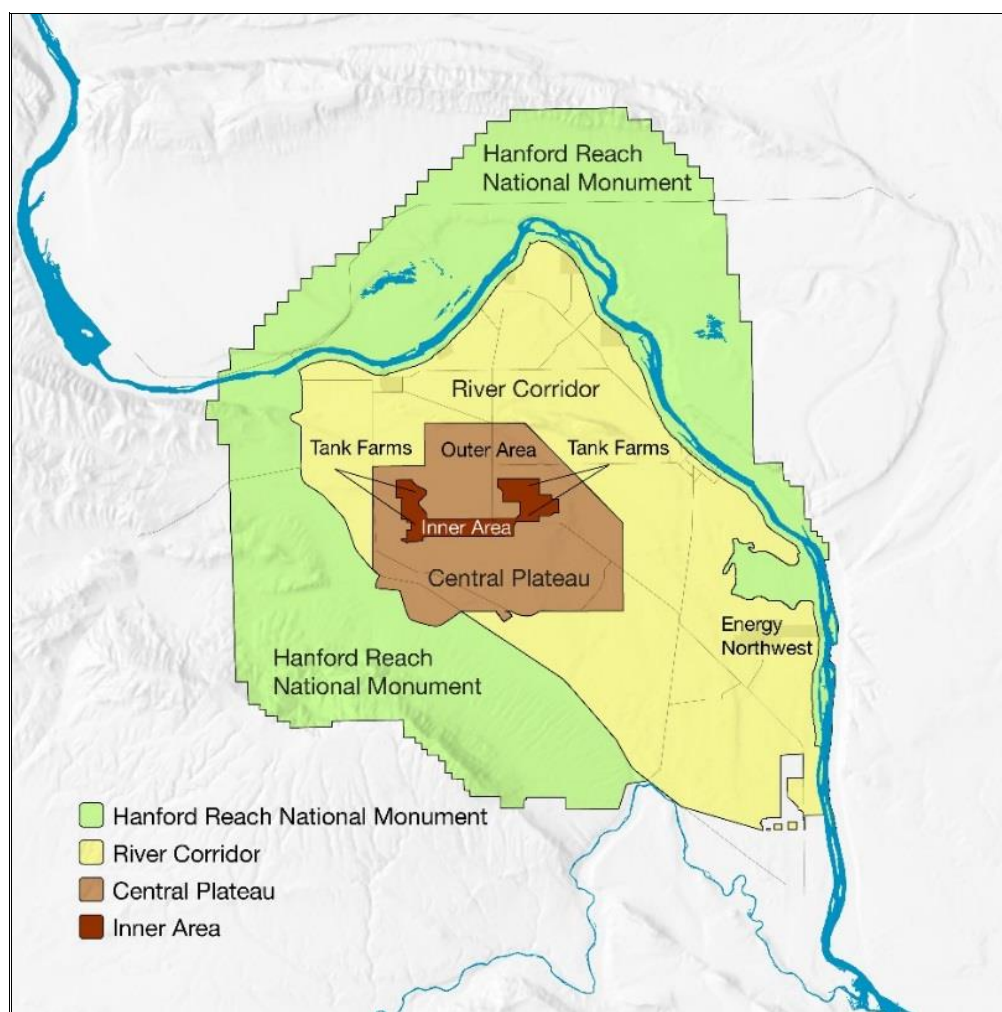 Hanford Reach
National Monument
River Corridor
Tank Farms
Outer Area
Tank Farms
Inner Area
Central Plateau
Energy
Northwest
Hanford Reach
National Monument
Hanford Reach National Monument
River Corridor
Central Plateau
Inner Area